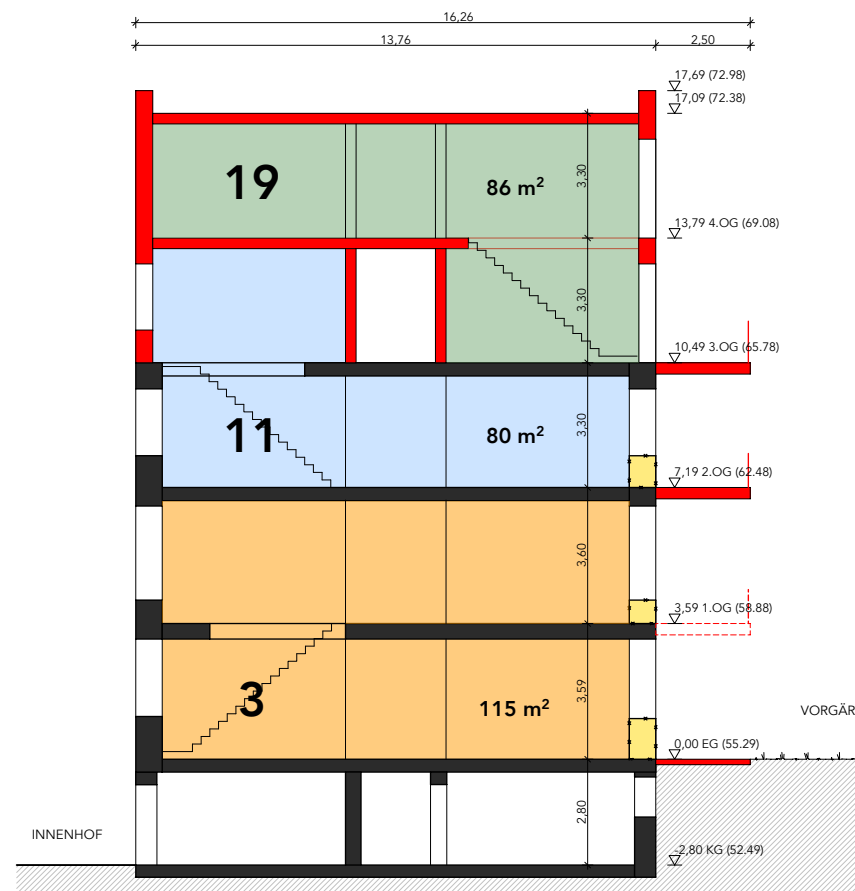 16,26
13,76
2,50
17,69 (72.98)
17,09 (72.38)
19
86 m²
3,30
13,79 4.OG (69.08)
3,30
10,49 3.OG (65.78)
11
80 m²
3,30
7,19 2.OG (62.48)
3,60
3,59 1.OG (58.88)
3
115 m²
3,59
VORGÄR
0,00 EG (55.29)
2,80
INNENHOF
-2,80 KG (52.49)